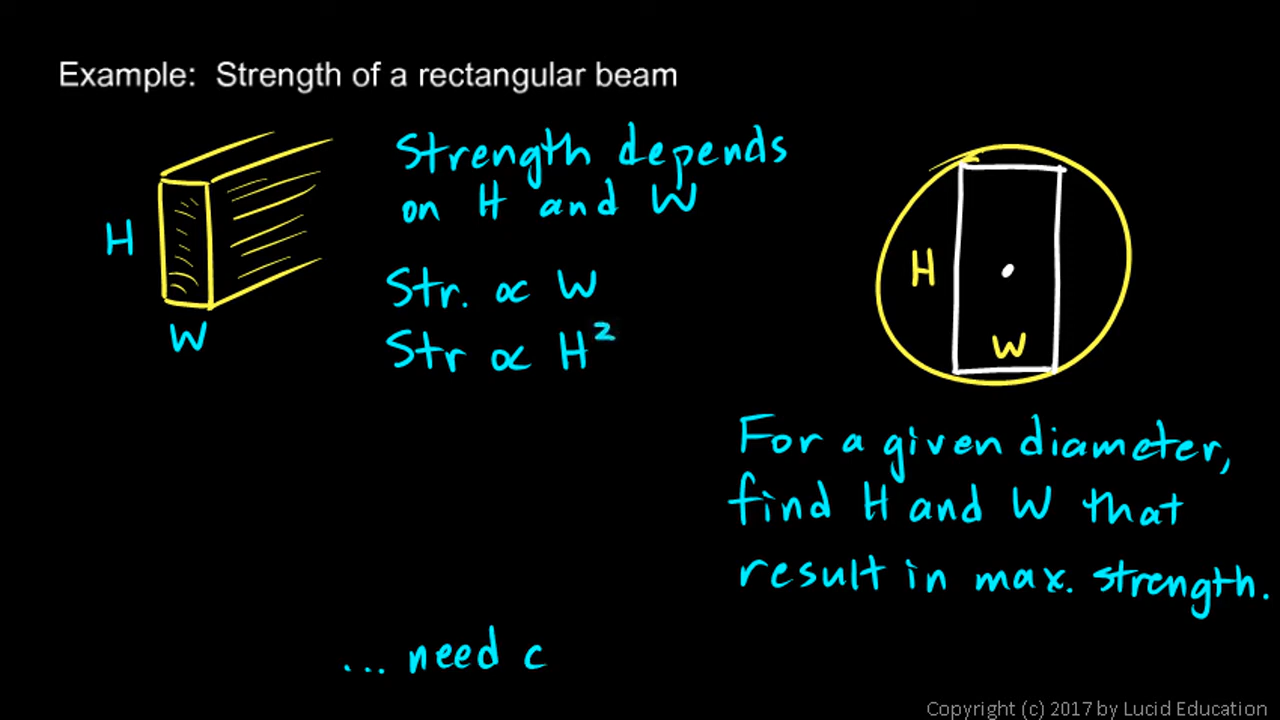 Example: Strength of a rectangular beam
Strength depends
on H and W
H
W
Str. ∝ W
Str ∝ H²
H
W
For a given diameter,
find H and W that
result in max. strength.
... need c
Copyright (c) 2017 by Lucid Education